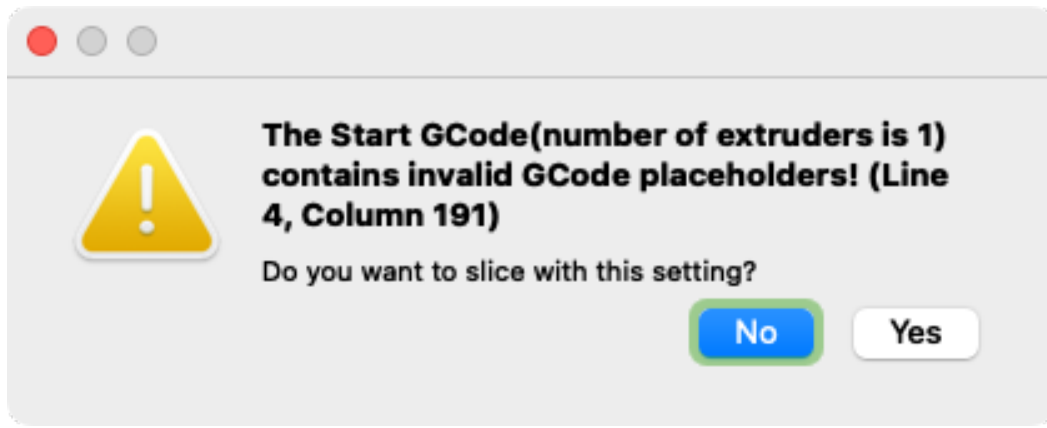 The Start GCode(number of extruders is 1)
contains invalid GCode placeholders! (Line
4, Column 191)
Do you want to slice with this setting?
No Yes